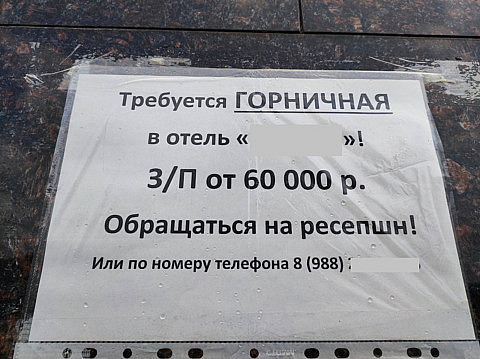 Требуется ГОРНИЧНАЯ
в отель « »!
З/П от 60 000 р.
Обращаться на ресепшн!
Или по номеру телефона 8 (988)